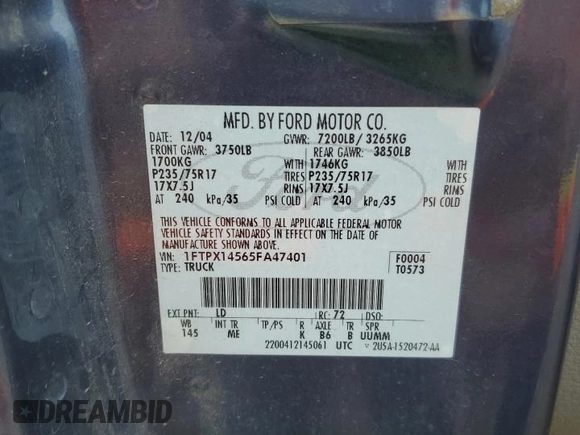 MFD. BY FORD MOTOR CO.
DATE: 12/04 GVWR: 7200LB/ 3265KG
FRONT GAWR: 3750LB REAR GAWR: 3850LB
1700KG WITH 1746KG WITH
P235/75R17 TIRES P235/75R17 TIRES
17X7.5J RIMS 17X7.5J RIMS
AT 240 kPa/35 PSI COLD AT 240 kPa/35 PSI COLD
THIS VEHICLE CONFORMS TO ALL APPLICABLE FEDERAL MOTOR
VEHICLE SAFETY STANDARDS IN EFFECT ON THE DATE OF
MANUFACTURE SHOWN ABOVE.
VIN: 1FTPX14565FA47401 F0004
TYPE: TRUCK T0573
EXT PNT: LD RC: 72 DSO:
WB INT TR TP/PS R AXLE TR SPR
145 ME K B6 B UUMM
2200412145061 UTC 2U5A-1520472-AA
Ford
DREAMBID